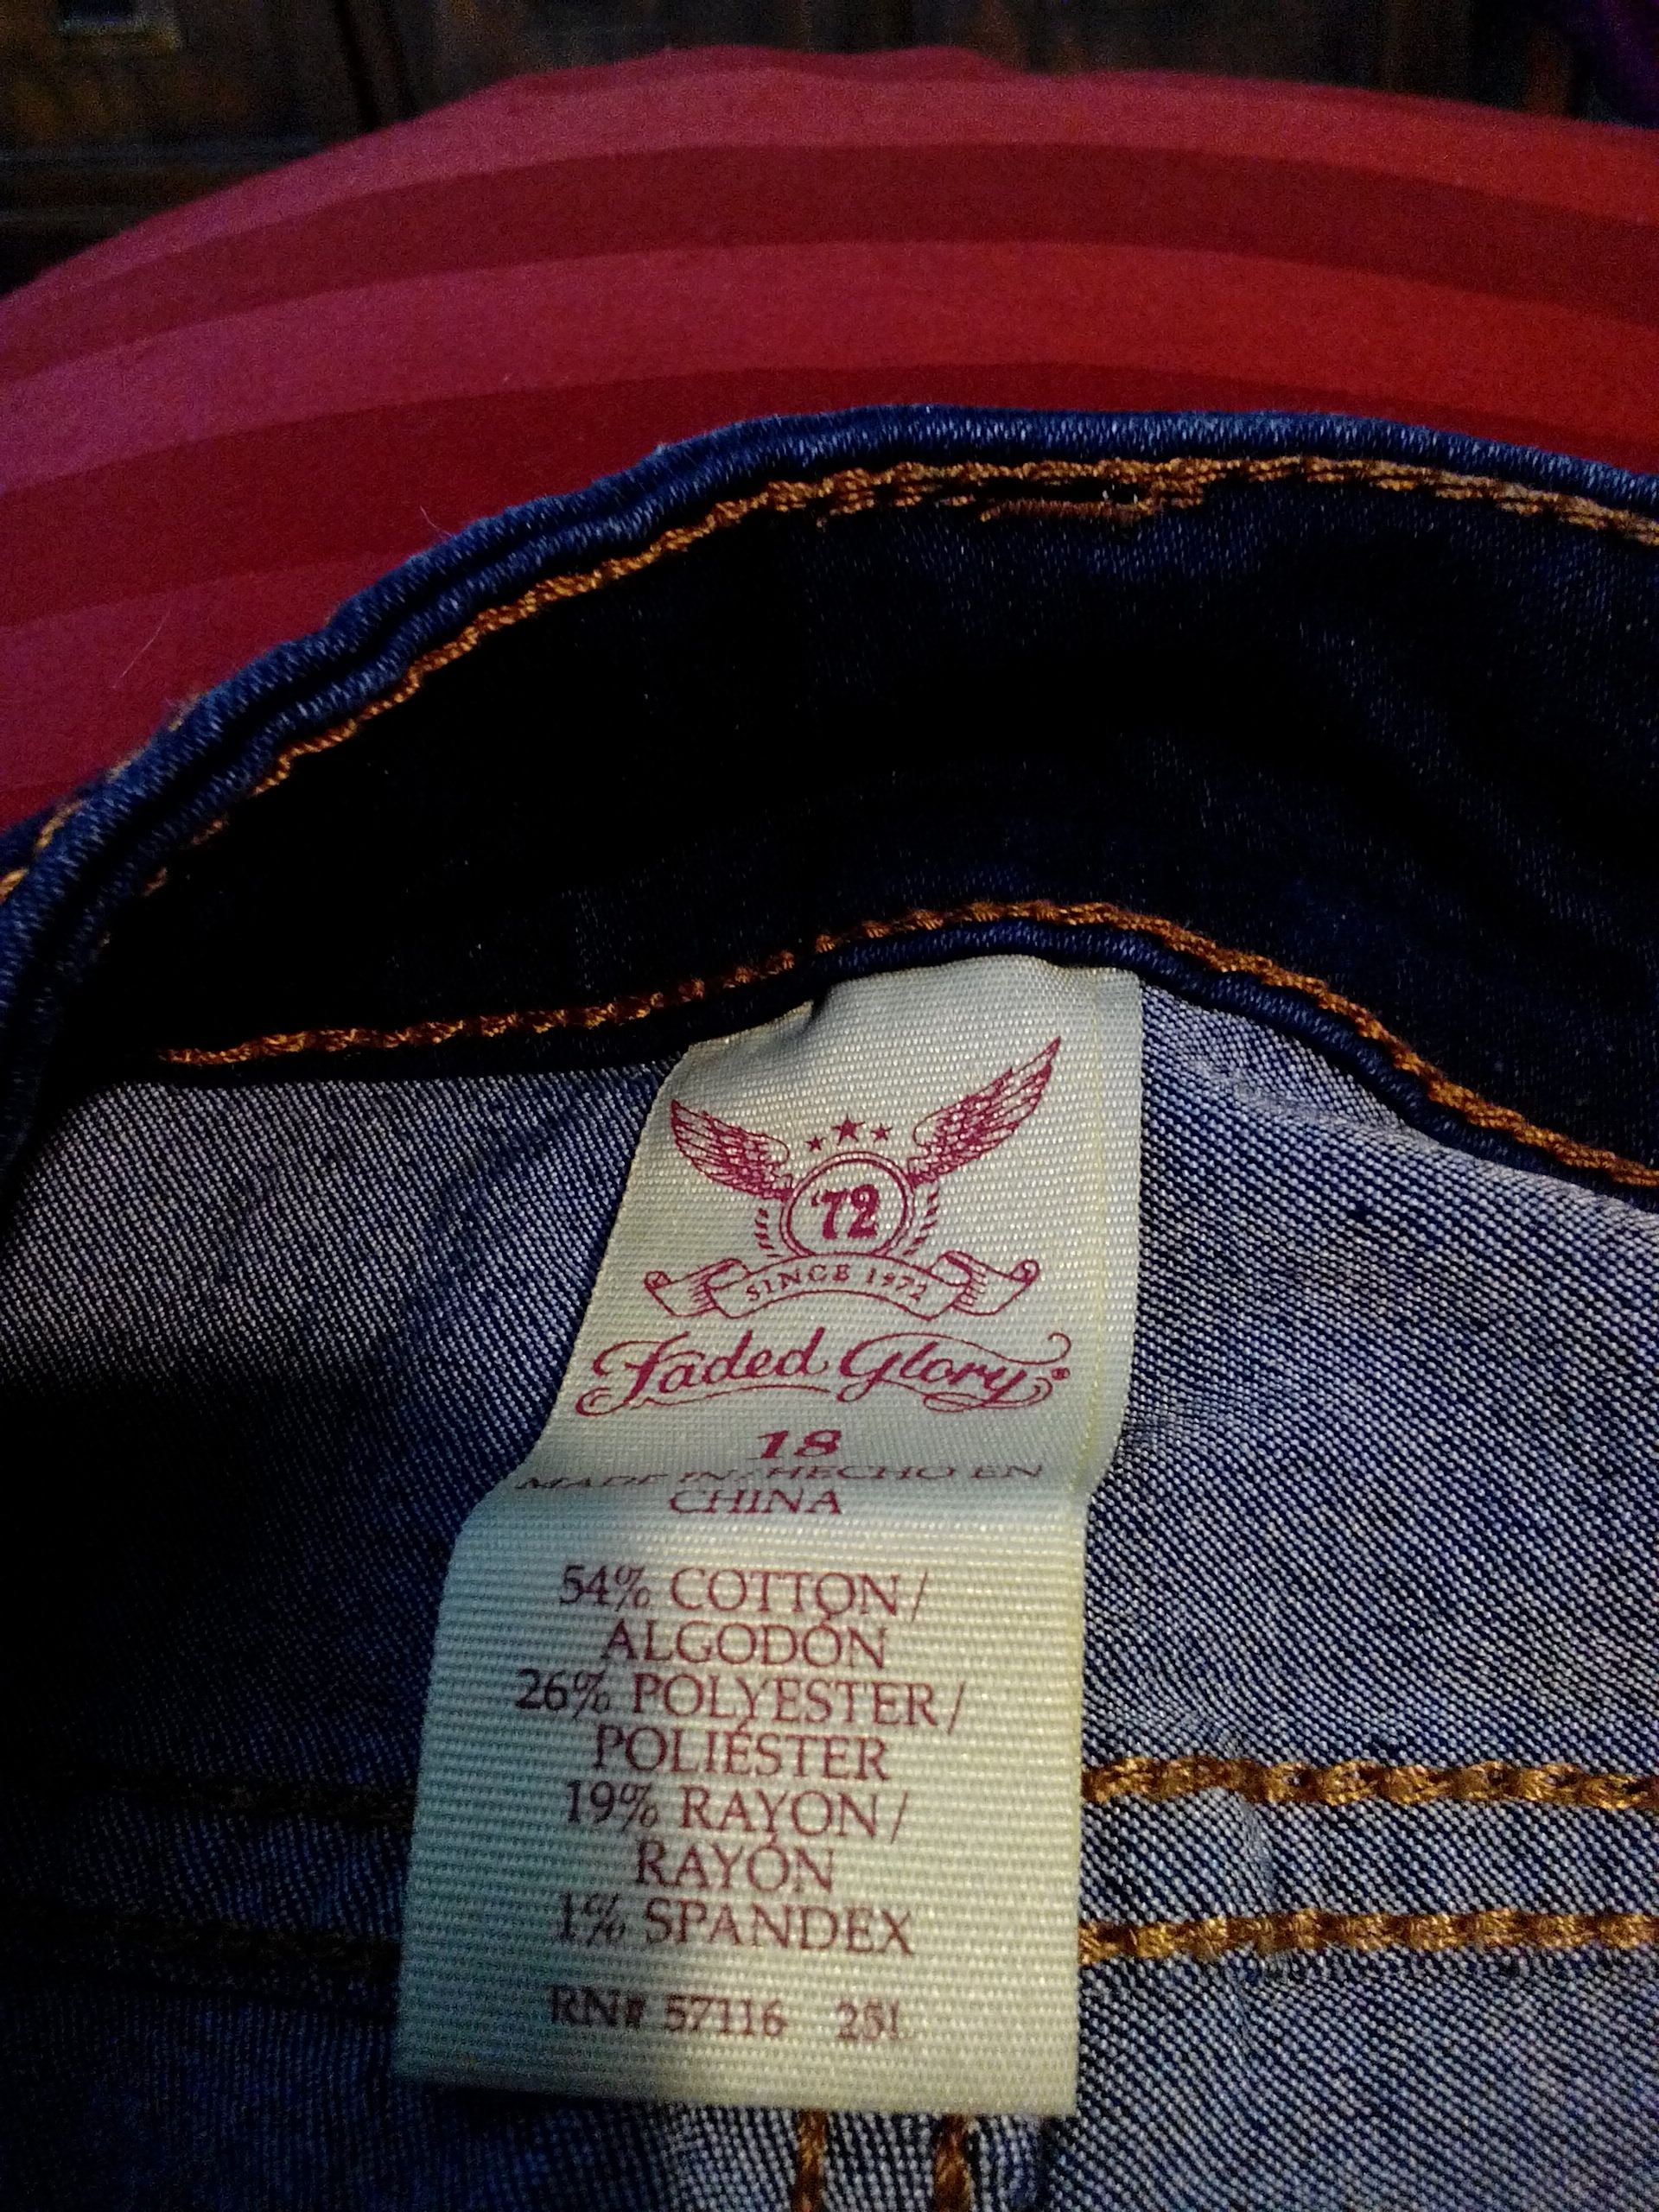 '72
SINCE 1972
Faded Glory®
18
MADE IN/HECHO EN
CHINA
54% COTTON/
ALGODÓN
26% POLYESTER/
POLIÉSTER
19% RAYON/
RAYÓN
1% SPANDEX
RN# 57116